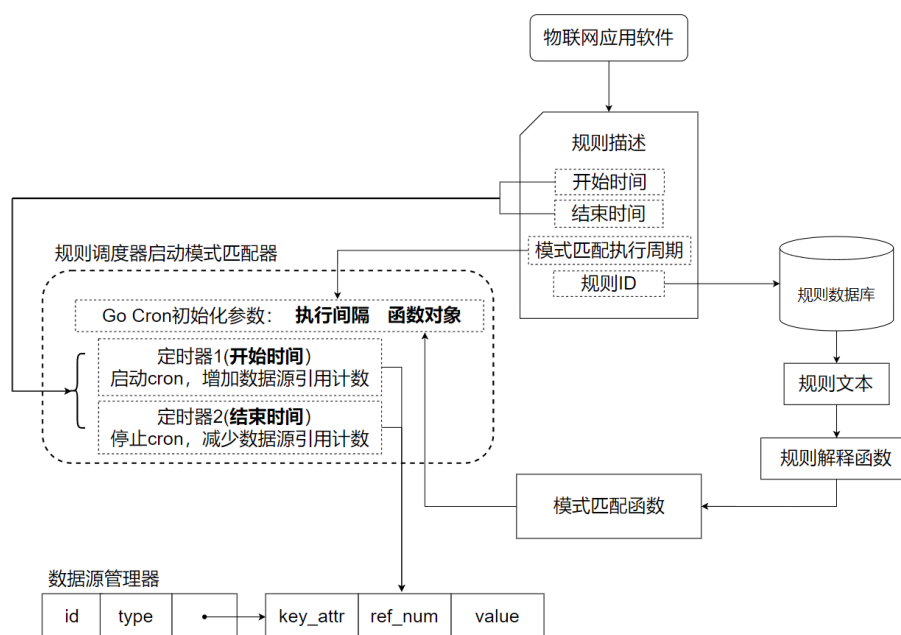 物联网应用软件
规则描述
开始时间
结束时间
模式匹配执行周期
规则ID
规则数据库
规则文本
规则解释函数
模式匹配函数
规则调度器启动模式匹配器
Go Cron初始化参数： 执行间隔 函数对象
定时器1(开始时间)
启动cron，增加数据源引用计数
定时器2(结束时间)
停止cron，减少数据源引用计数
数据源管理器
id type key_attr ref_num value